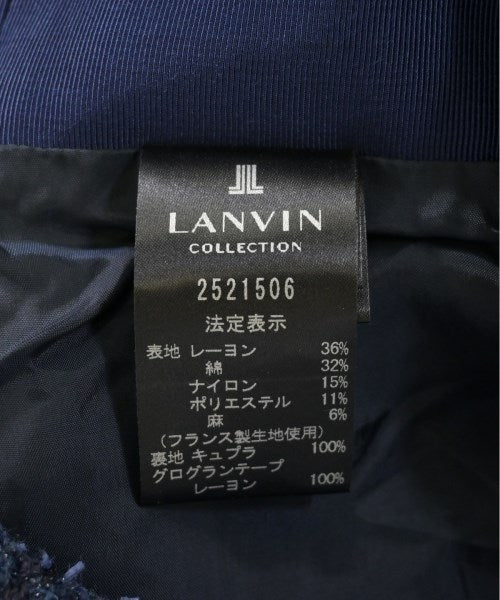 LANVIN
COLLECTION
2521506
法定表示
表地 レーヨン 36%
綿 32%
ナイロン 15%
ポリエステル 11%
麻 6%
(フランス製生地使用)
裏地 キュプラ 100%
グログランテープ
レーヨン 100%